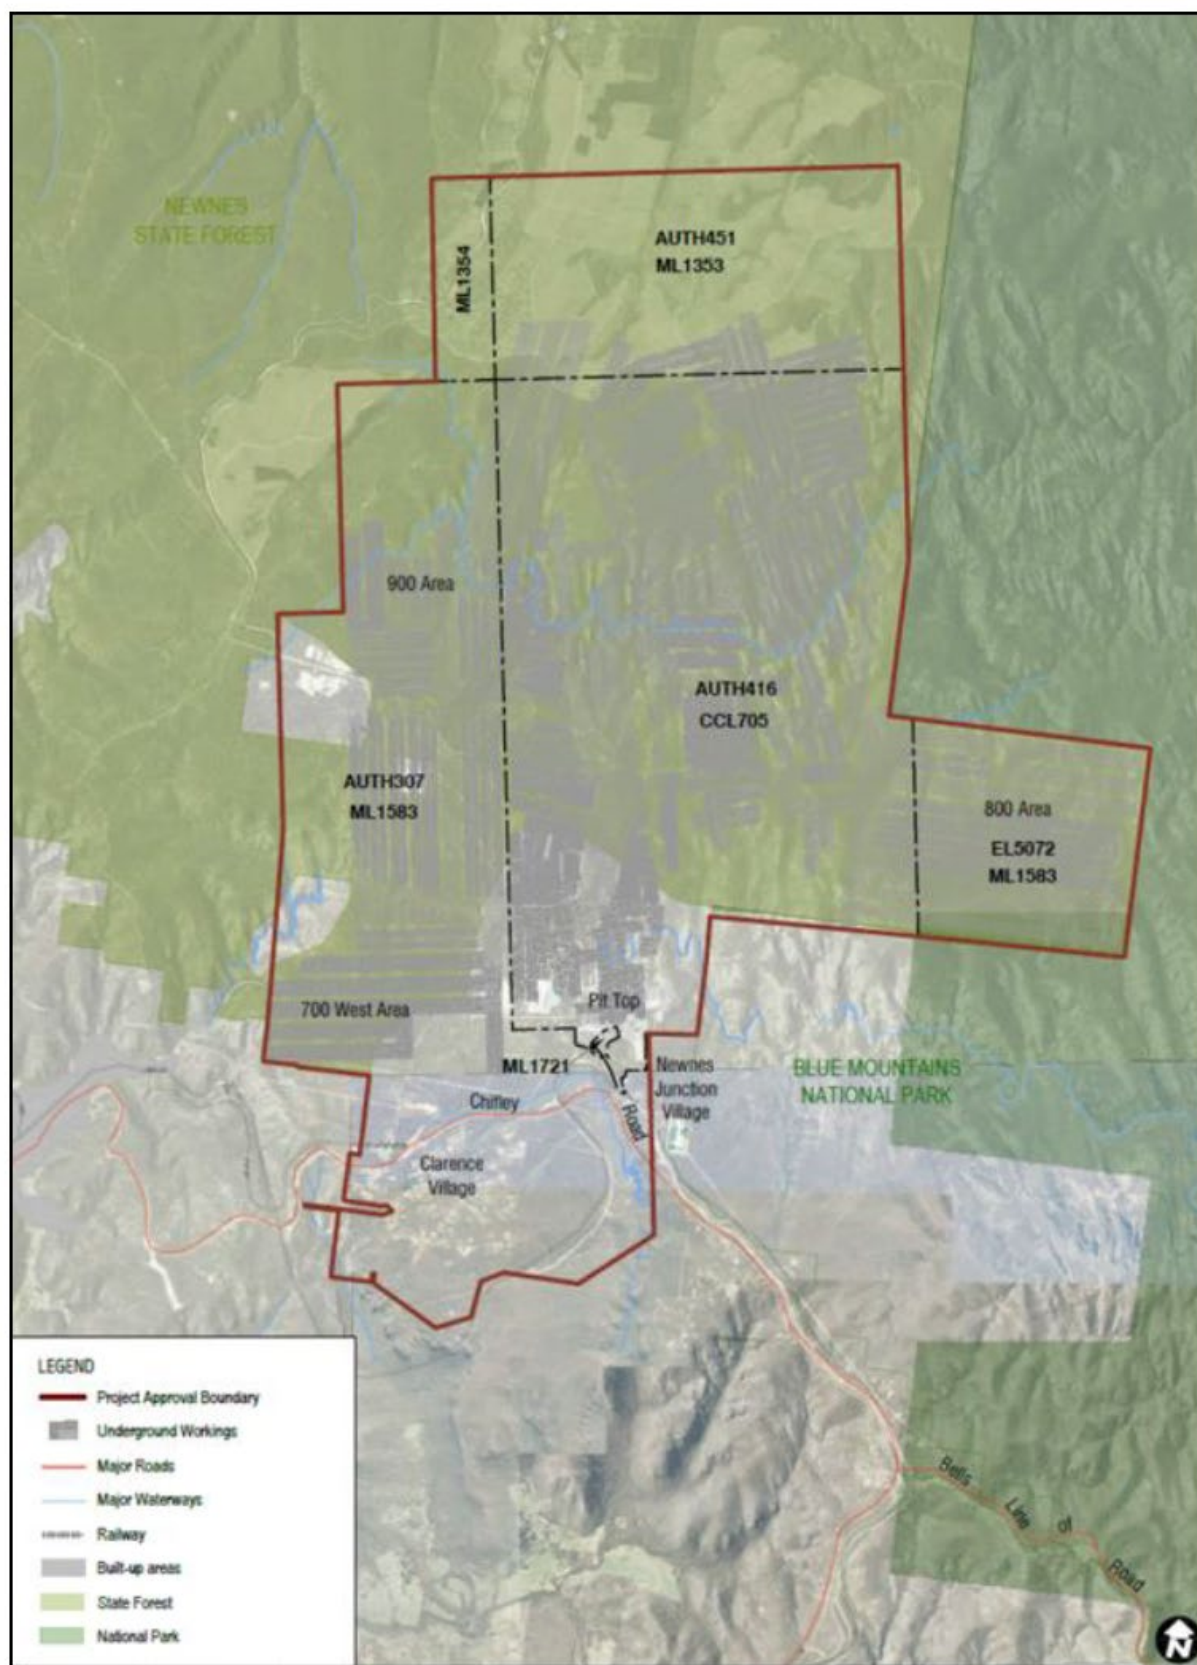 NEWNES
STATE FOREST
ML1354
AUTH451
ML1353
900 Area
AUTH416
CCL705
AUTH307
ML1583
800 Area
EL5072
ML1583
700 West Area
Pit Top
ML1721
Newnes
Junction
Village
BLUE MOUNTAINS
NATIONAL PARK
Chifley
Road
Clarence
Village
LEGEND
Project Approval Boundary
Underground Workings
Major Roads
Major Waterways
Railway
Built-up areas
State Forest
National Park
Bells
Line
of
Road
N